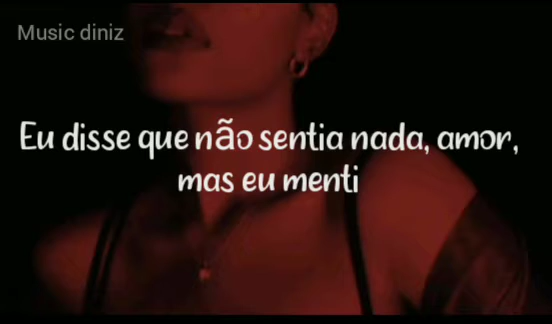 Music diniz
Eu disse que não sentia nada, amor,
mas eu menti